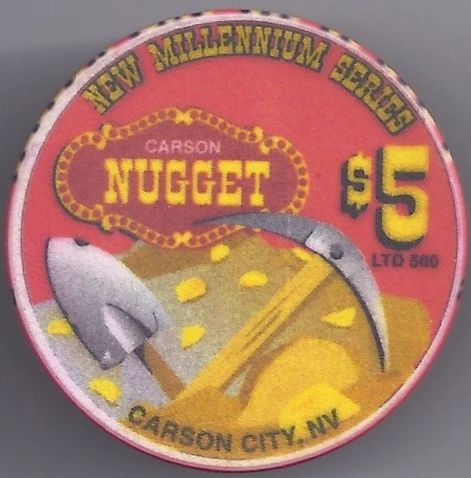 NEW MILLENNIUM SERIES
CARSON
NUGGET
$5
LTD 500
CARSON CITY, NV